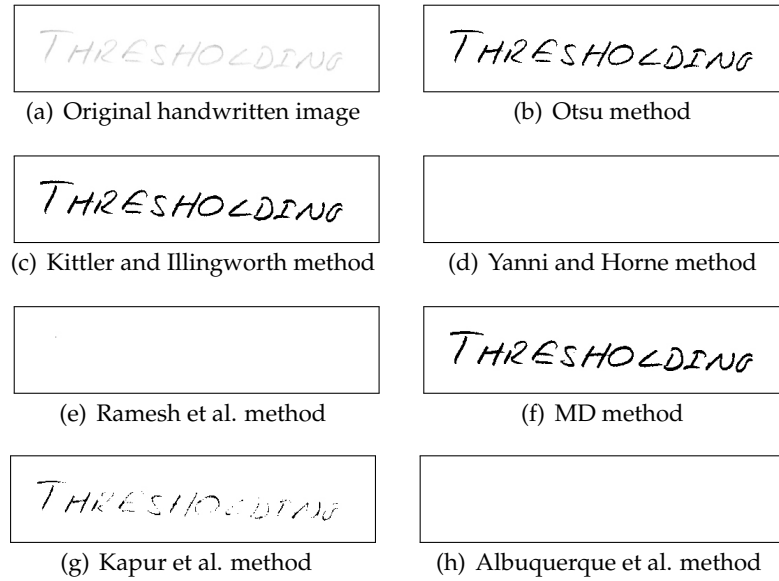 THRESHOLDING THRESHOLDING
(a) Original handwritten image (b) Otsu method
THRESHOLDING
(c) Kittler and Illingworth method (d) Yanni and Horne method
THRESHOLDING
(e) Ramesh et al. method (f) MD method
THRESHOLDING
(g) Kapur et al. method (h) Albuquerque et al. method